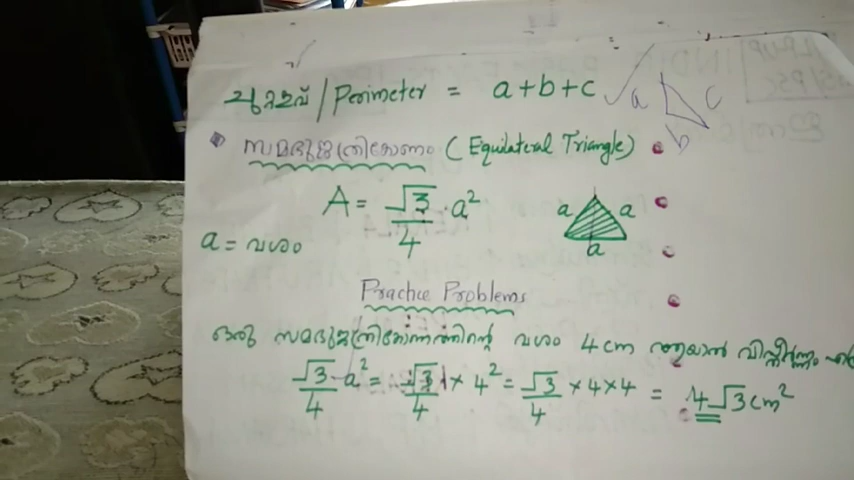 ചുറ്റളവ് / Perimeter = a+b+c
a c
b
സമഭുജത്രികോണം (Equilateral Triangle)
A = √3/4 · a²
a a
a
a = വശം
Practice Problems
ഒരു സമഭുജത്രികോണത്തിന്റെ വശം 4cm ആയാൽ വിസ്തീർണ്ണം
√3/4 a² = √3/4 × 4² = √3/4 × 4 × 4 = 4√3 cm²